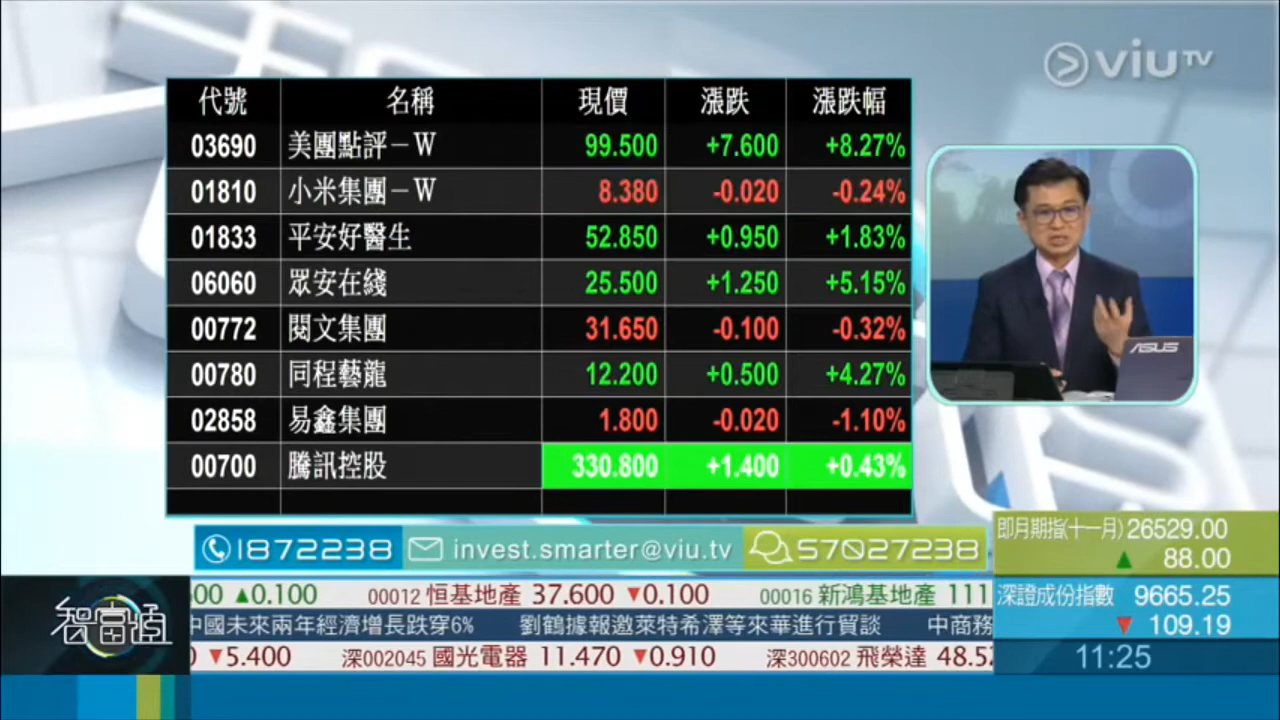 viuTV
代號 名稱 現價 漲跌 漲跌幅
03690 美團點評－W 99.500 +7.600 +8.27%
01810 小米集團－W 8.380 -0.020 -0.24%
01833 平安好醫生 52.850 +0.950 +1.83%
06060 眾安在綫 25.500 +1.250 +5.15%
00772 閱文集團 31.650 -0.100 -0.32%
00780 同程藝龍 12.200 +0.500 +4.27%
02858 易鑫集團 1.800 -0.020 -1.10%
00700 騰訊控股 330.800 +1.400 +0.43%
ASUS
1872238 invest.smarter@viu.tv 57027238
即月期指(十一月) 26529.00
▲ 88.00
智富通
00 ▲0.100 00012 恒基地產 37.600 ▼0.100 00016 新鴻基地產 111
中國未來兩年經濟增長跌穿6% 劉鶴據報邀萊特希澤等來華進行貿談 中商務
▼5.400 深002045 國光電器 11.470 ▼0.910 深300602 飛榮達 48.52
深證成份指數 9665.25
▼ 109.19
11:25